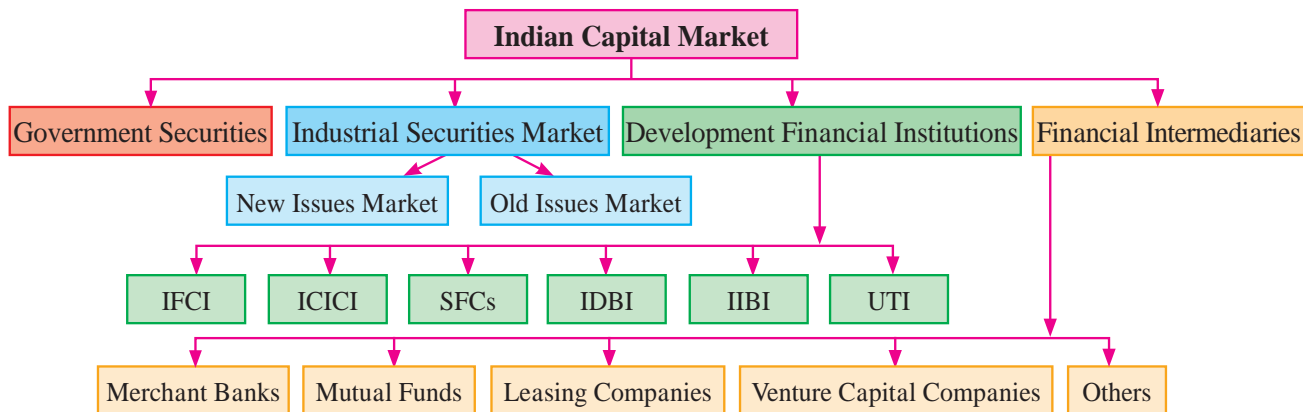 Indian Capital Market
Government Securities
Industrial Securities Market
Development Financial Institutions
Financial Intermediaries
New Issues Market
Old Issues Market
IFCI
ICICI
SFCs
IDBI
IIBI
UTI
Merchant Banks
Mutual Funds
Leasing Companies
Venture Capital Companies
Others